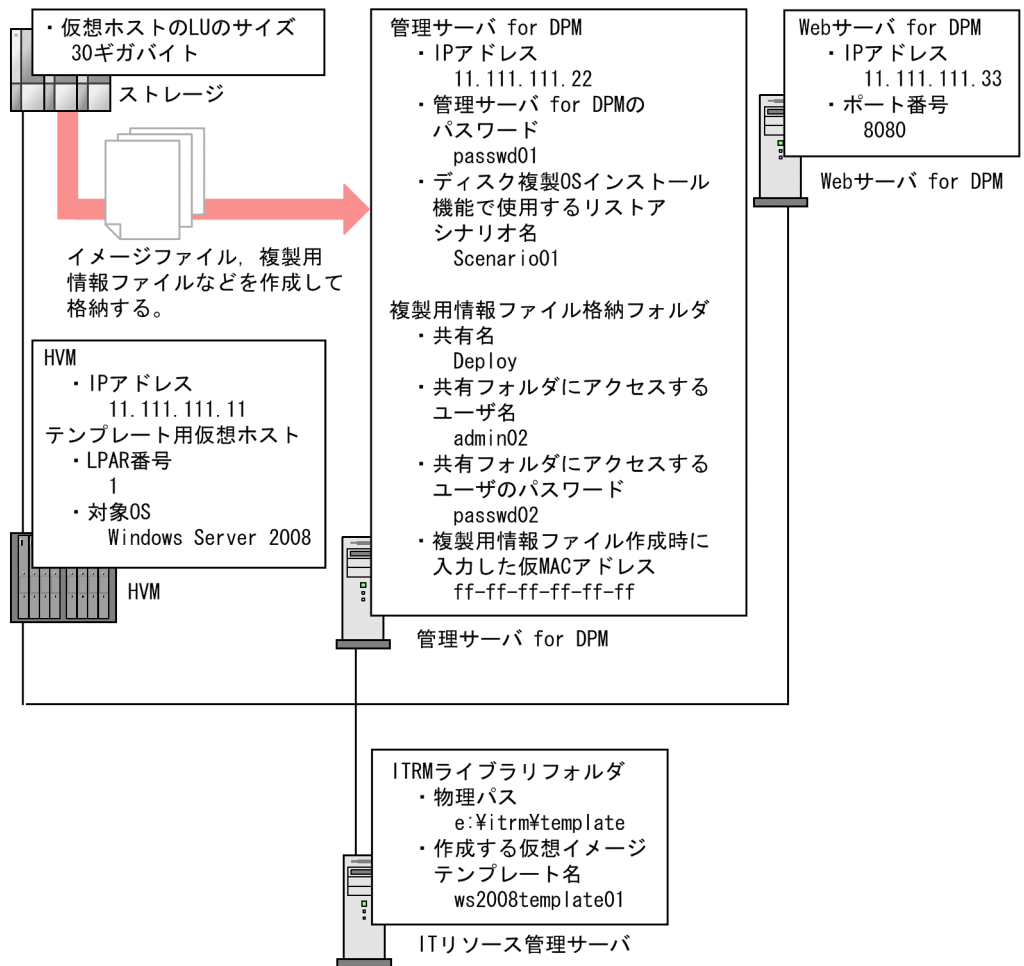 ・仮想ホストのLUのサイズ
30ギガバイト
ストレージ
イメージファイル，複製用
情報ファイルなどを作成して
格納する。
管理サーバ for DPM
・IPアドレス
11.111.111.22
・管理サーバ for DPMの
パスワード
passwd01
・ディスク複製OSインストール
機能で使用するリストア
シナリオ名
Scenario01
複製用情報ファイル格納フォルダ
・共有名
Deploy
・共有フォルダにアクセスする
ユーザ名
admin02
・共有フォルダにアクセスする
ユーザのパスワード
passwd02
・複製用情報ファイル作成時に
入力した仮MACアドレス
ff-ff-ff-ff-ff-ff
管理サーバ for DPM
Webサーバ for DPM
・IPアドレス
11.111.111.33
・ポート番号
8080
Webサーバ for DPM
HVM
・IPアドレス
11.111.111.11
テンプレート用仮想ホスト
・LPAR番号
1
・対象OS
Windows Server 2008
HVM
ITRMライブラリフォルダ
・物理パス
e:¥itrm¥template
・作成する仮想イメージ
テンプレート名
ws2008template01
ITリソース管理サーバ